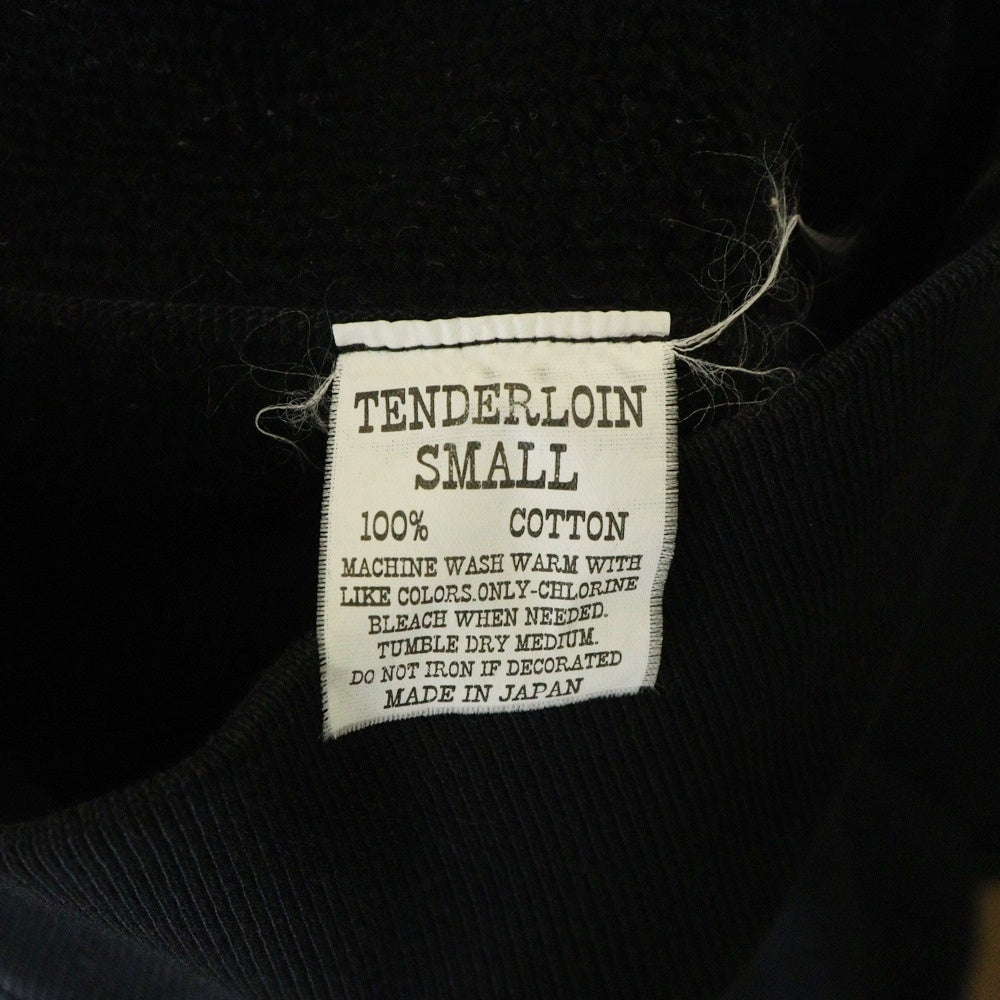 TENDERLOIN
SMALL
100% COTTON
MACHINE WASH WARM WITH
LIKE COLORS.ONLY-CHLORINE
BLEACH WHEN NEEDED.
TUMBLE DRY MEDIUM.
DO NOT IRON IF DECORATED
MADE IN JAPAN